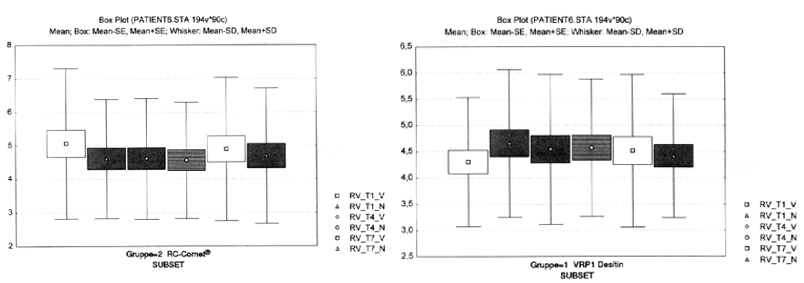 Box Plot (PATIENT6.STA 194v*90c)
Mean; Box: Mean-SE, Mean+SE; Whisker: Mean-SD, Mean+SD
8
7
6
5
4
3
2
Gruppe=2 RC-Cornet®
SUBSET
RV_T1_V
RV_T1_N
RV_T4_V
RV_T4_N
RV_T7_V
RV_T7_N
Box Plot (PATIENT6.STA 194v*90c)
Mean; Box: Mean-SE, Mean+SE; Whisker: Mean-SD, Mean+SD
6,5
6,0
5,5
5,0
4,5
4,0
3,5
3,0
2,5
Gruppe=1 VRP1 Desitin
SUBSET
RV_T1_V
RV_T1_N
RV_T4_V
RV_T4_N
RV_T7_V
RV_T7_N